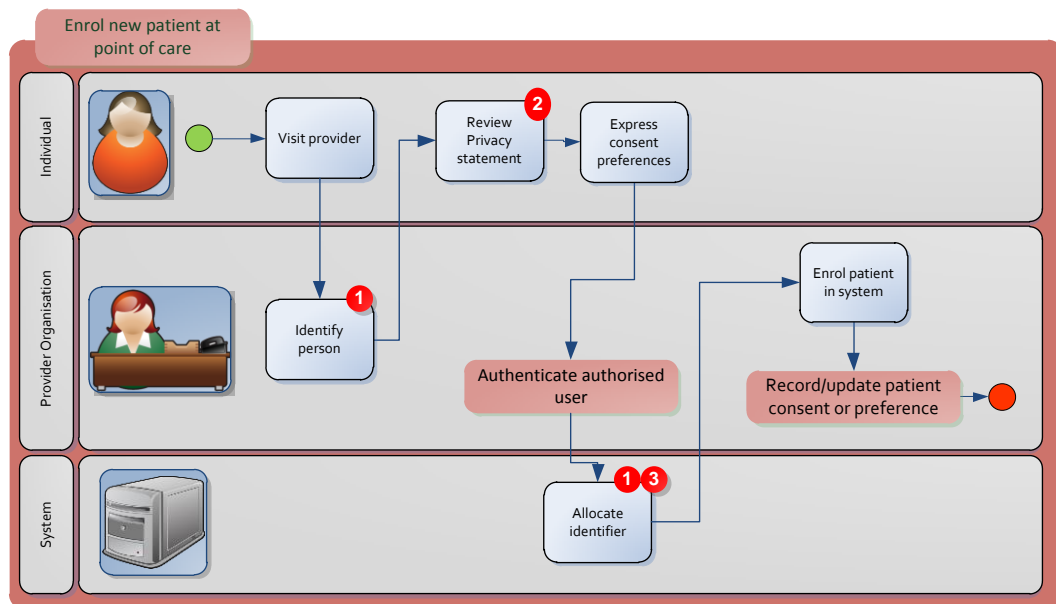 Enrol new patient at
point of care
Individual
Visit provider
Review
Privacy
statement
2
Express
consent
preferences
Provider Organisation
Identify
person
1
Authenticate authorised
user
Enrol patient
in system
Record/update patient
consent or preference
System
Allocate
identifier
1
3